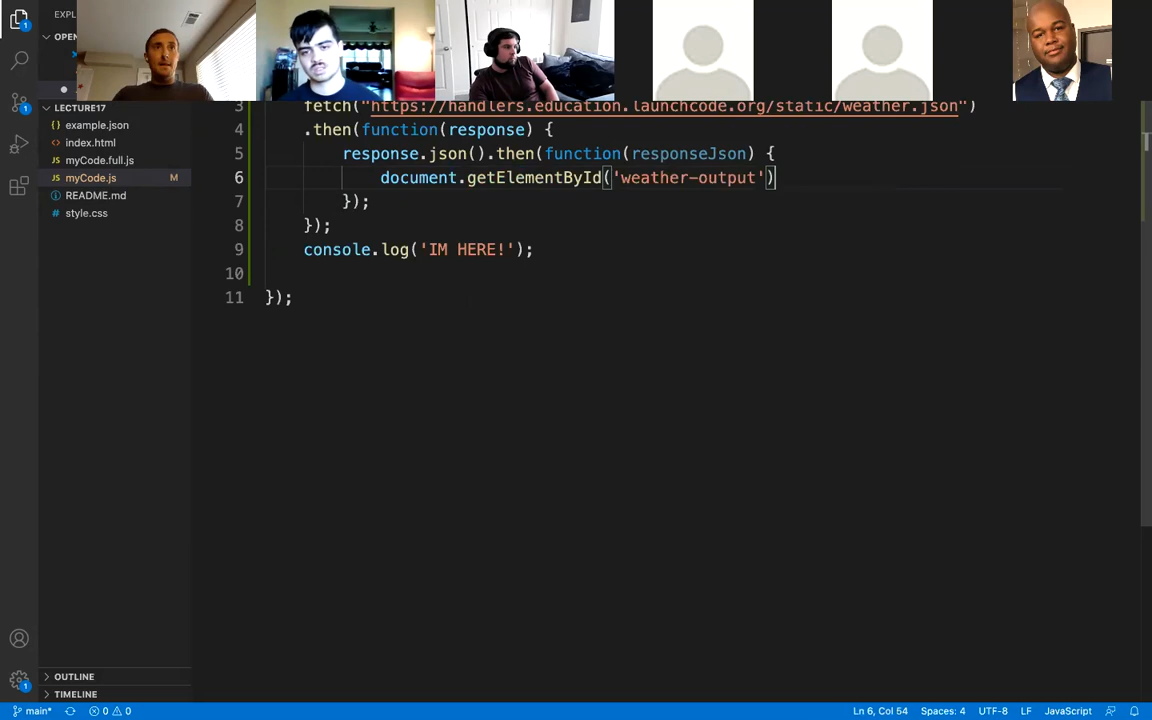 EXPL
OPEN
LECTURE17
example.json
index.html
myCode.full.js
myCode.js M
README.md
style.css
3 fetch("https://handlers.education.launchcode.org/static/weather.json")
4 .then(function(response) {
5 response.json().then(function(responseJson) {
6 document.getElementById('weather-output')
7 });
8 });
9 console.log('IM HERE!');
10
11 });
OUTLINE
TIMELINE
main* 0 0 Ln 6, Col 54 Spaces: 4 UTF-8 LF JavaScript